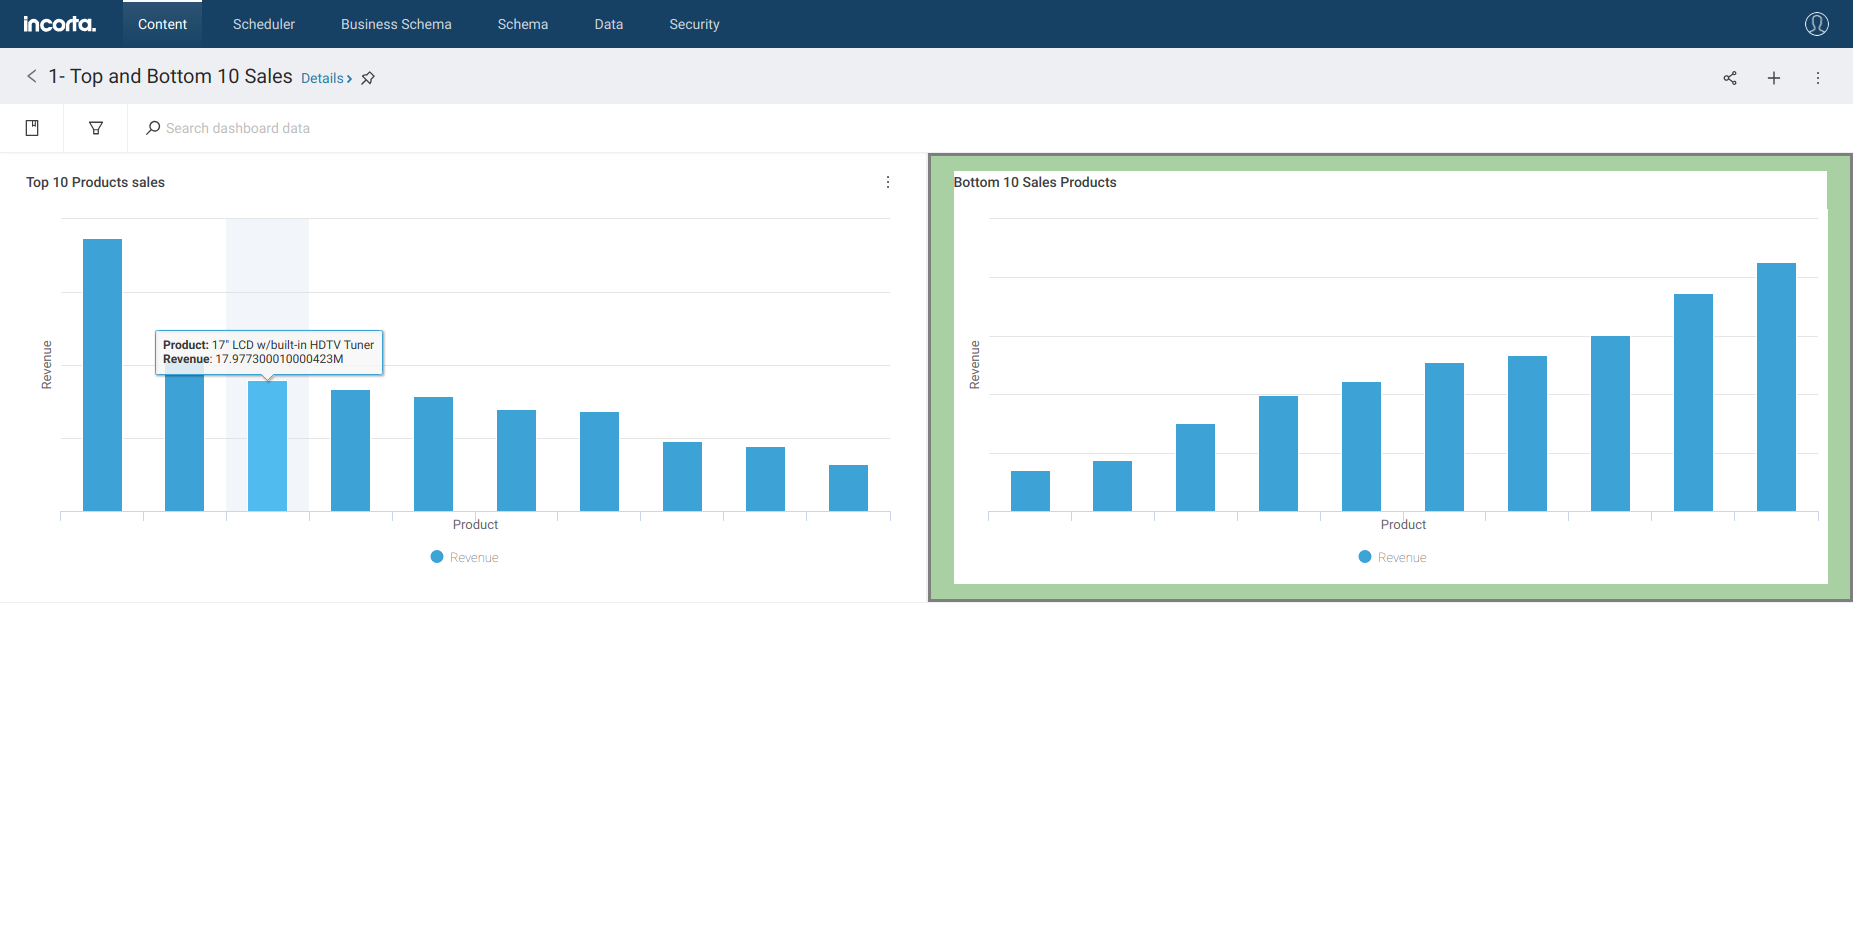 incorta.
Content
Scheduler
Business Schema
Schema
Data
Security
1- Top and Bottom 10 Sales
Details
Search dashboard data
Top 10 Products sales
Revenue
Product: 17" LCD w/built-in HDTV Tuner
Revenue: 17.977300010000423M
Product
Revenue
Bottom 10 Sales Products
Revenue
Product
Revenue